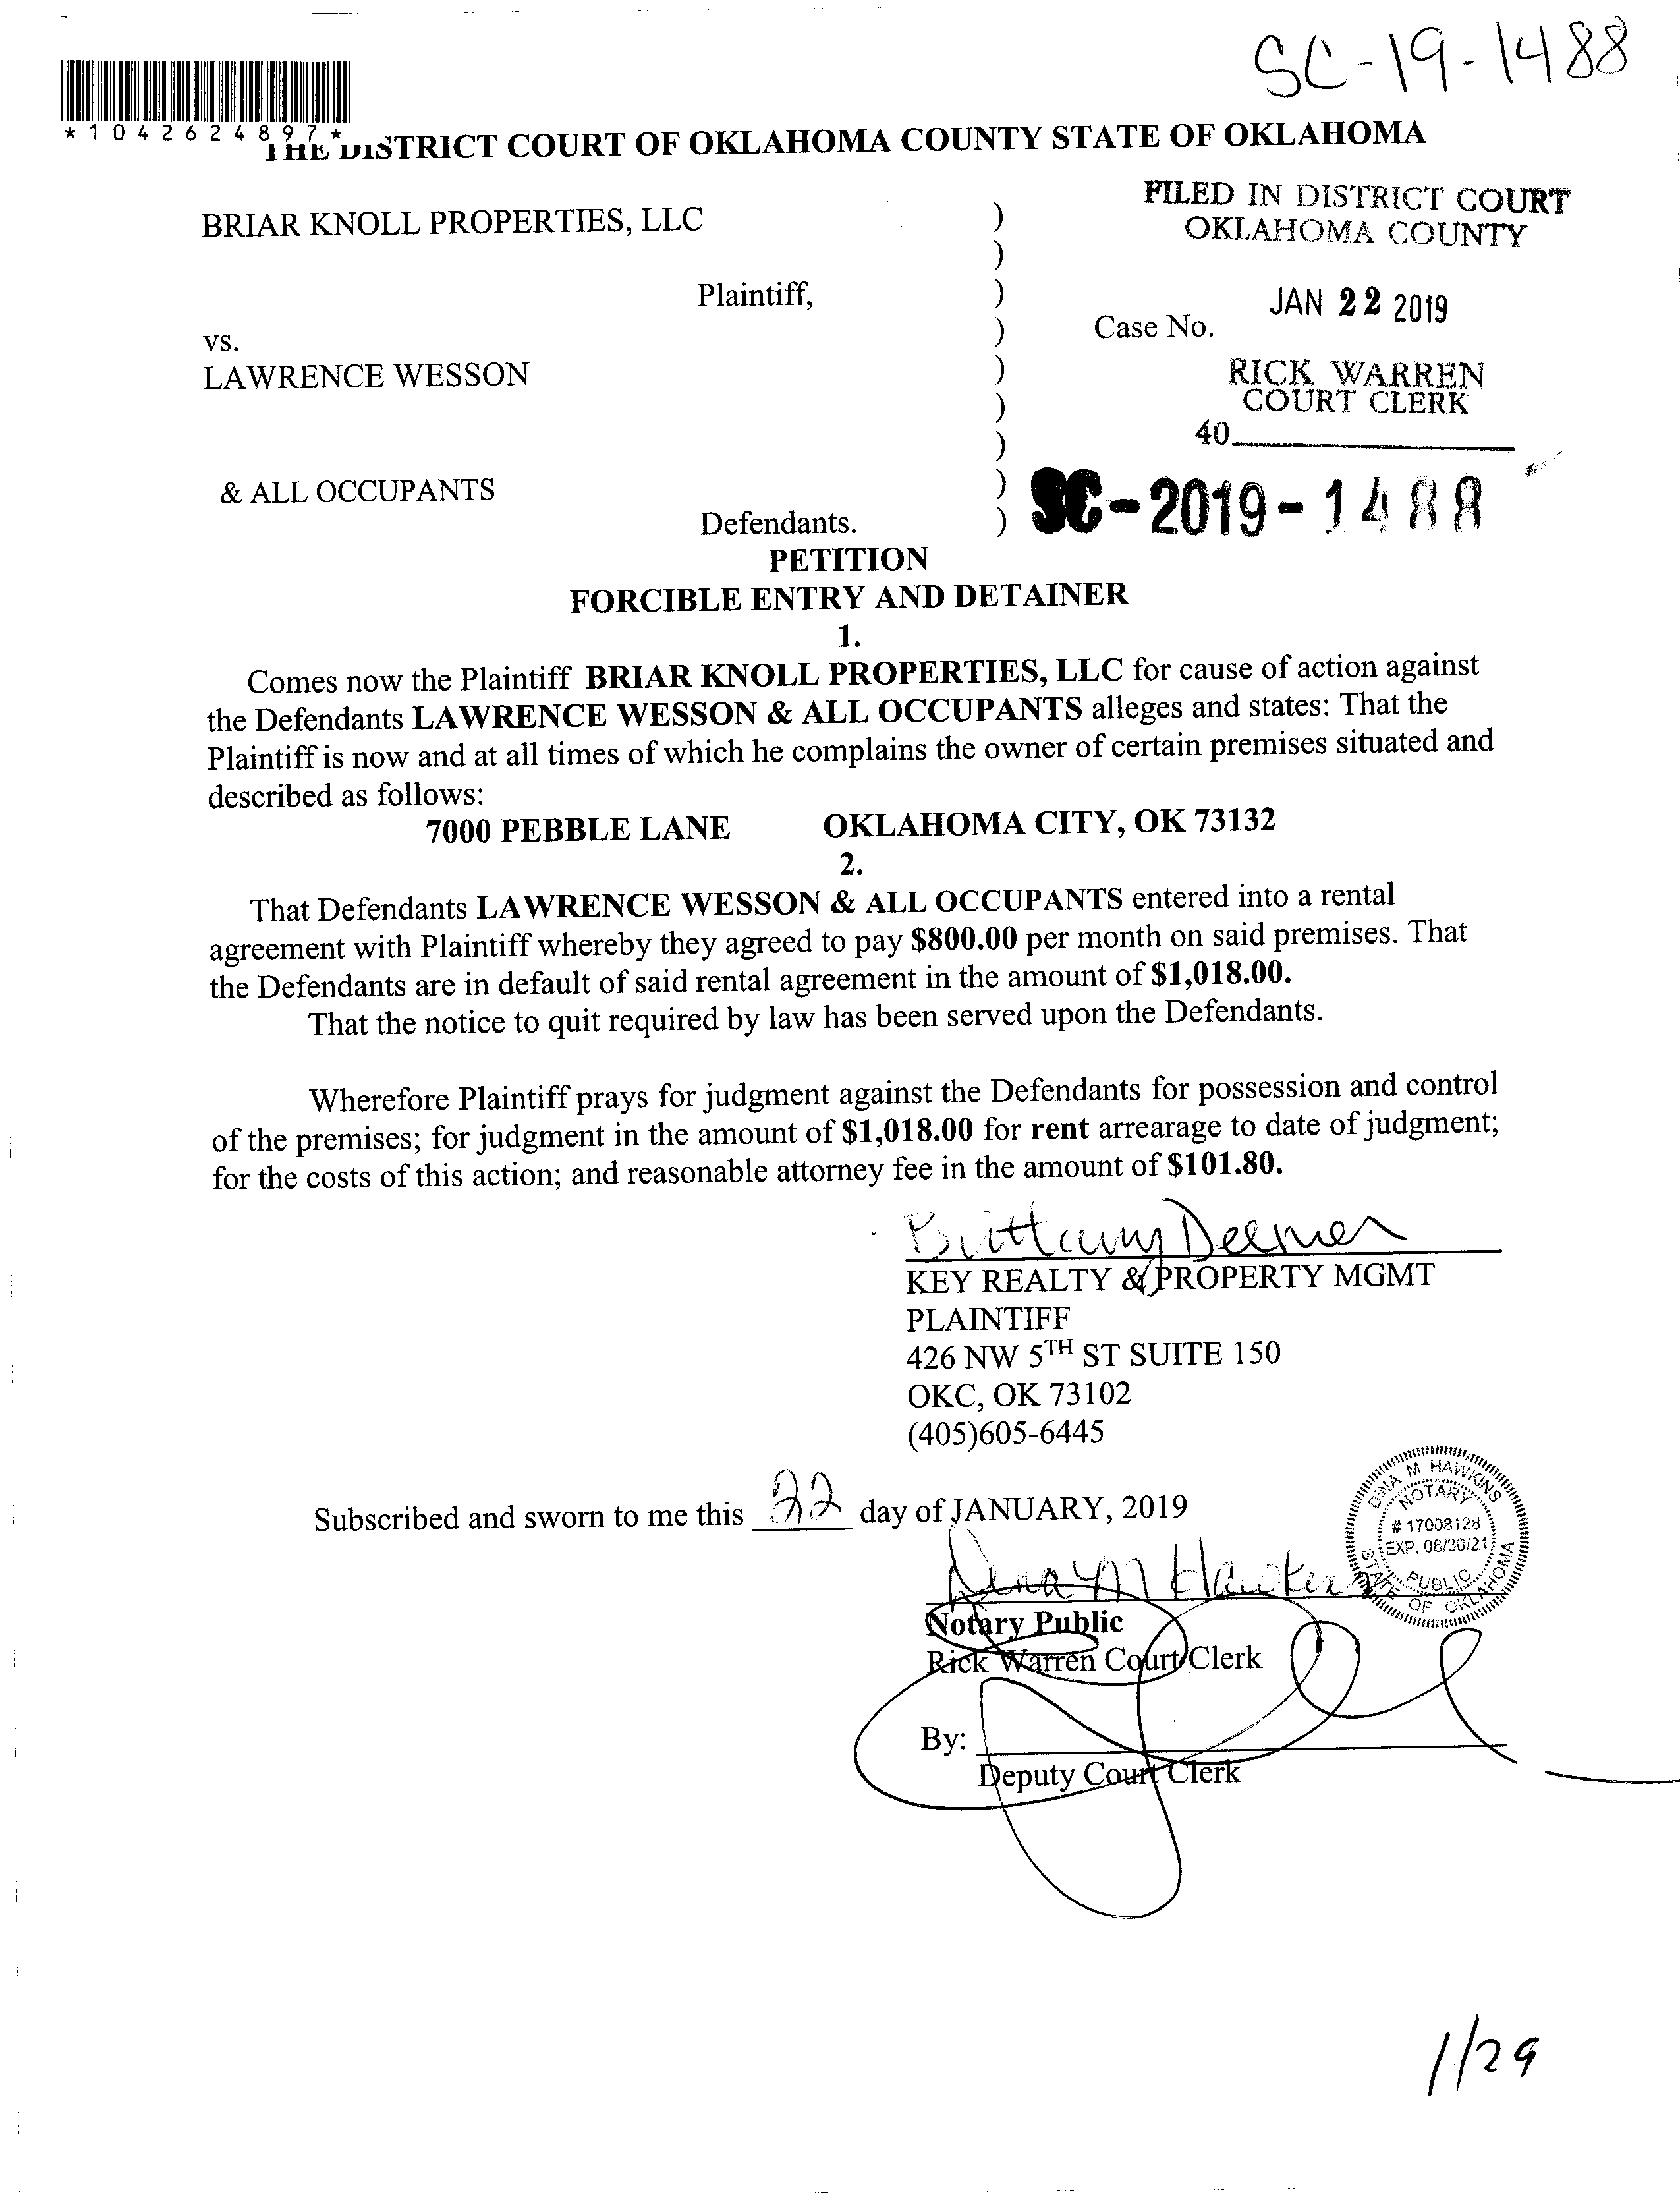 SC-19-1488
*1042624897*
THE DISTRICT COURT OF OKLAHOMA COUNTY STATE OF OKLAHOMA
FILED IN DISTRICT COURT
OKLAHOMA COUNTY
BRIAR KNOLL PROPERTIES, LLC )
)
Plaintiff, )
JAN 22 2019
vs. ) Case No.
LAWRENCE WESSON )
RICK WARREN
COURT CLERK
)
) 40
& ALL OCCUPANTS )
Defendants. ) SC-2019-1488
PETITION
FORCIBLE ENTRY AND DETAINER
1.
Comes now the Plaintiff BRIAR KNOLL PROPERTIES, LLC for cause of action against
the Defendants LAWRENCE WESSON & ALL OCCUPANTS alleges and states: That the
Plaintiff is now and at all times of which he complains the owner of certain premises situated and
described as follows:
7000 PEBBLE LANE OKLAHOMA CITY, OK 73132
2.
That Defendants LAWRENCE WESSON & ALL OCCUPANTS entered into a rental
agreement with Plaintiff whereby they agreed to pay $800.00 per month on said premises. That
the Defendants are in default of said rental agreement in the amount of $1,018.00.
That the notice to quit required by law has been served upon the Defendants.
Wherefore Plaintiff prays for judgment against the Defendants for possession and control
of the premises; for judgment in the amount of $1,018.00 for rent arrearage to date of judgment;
for the costs of this action; and reasonable attorney fee in the amount of $101.80.
Brittany Deemer
KEY REALTY & PROPERTY MGMT
PLAINTIFF
426 NW 5TH ST SUITE 150
OKC, OK 73102
(405)605-6445
Subscribed and sworn to me this 22 day of JANUARY, 2019
DINA M HAWKINS
NOTARY
# 17008128
EXP. 08/30/21
PUBLIC
STATE OF OKLAHOMA
Dina M Hawkins
Notary Public
Rick Warren Court Clerk
By:
Deputy Court Clerk
1/29